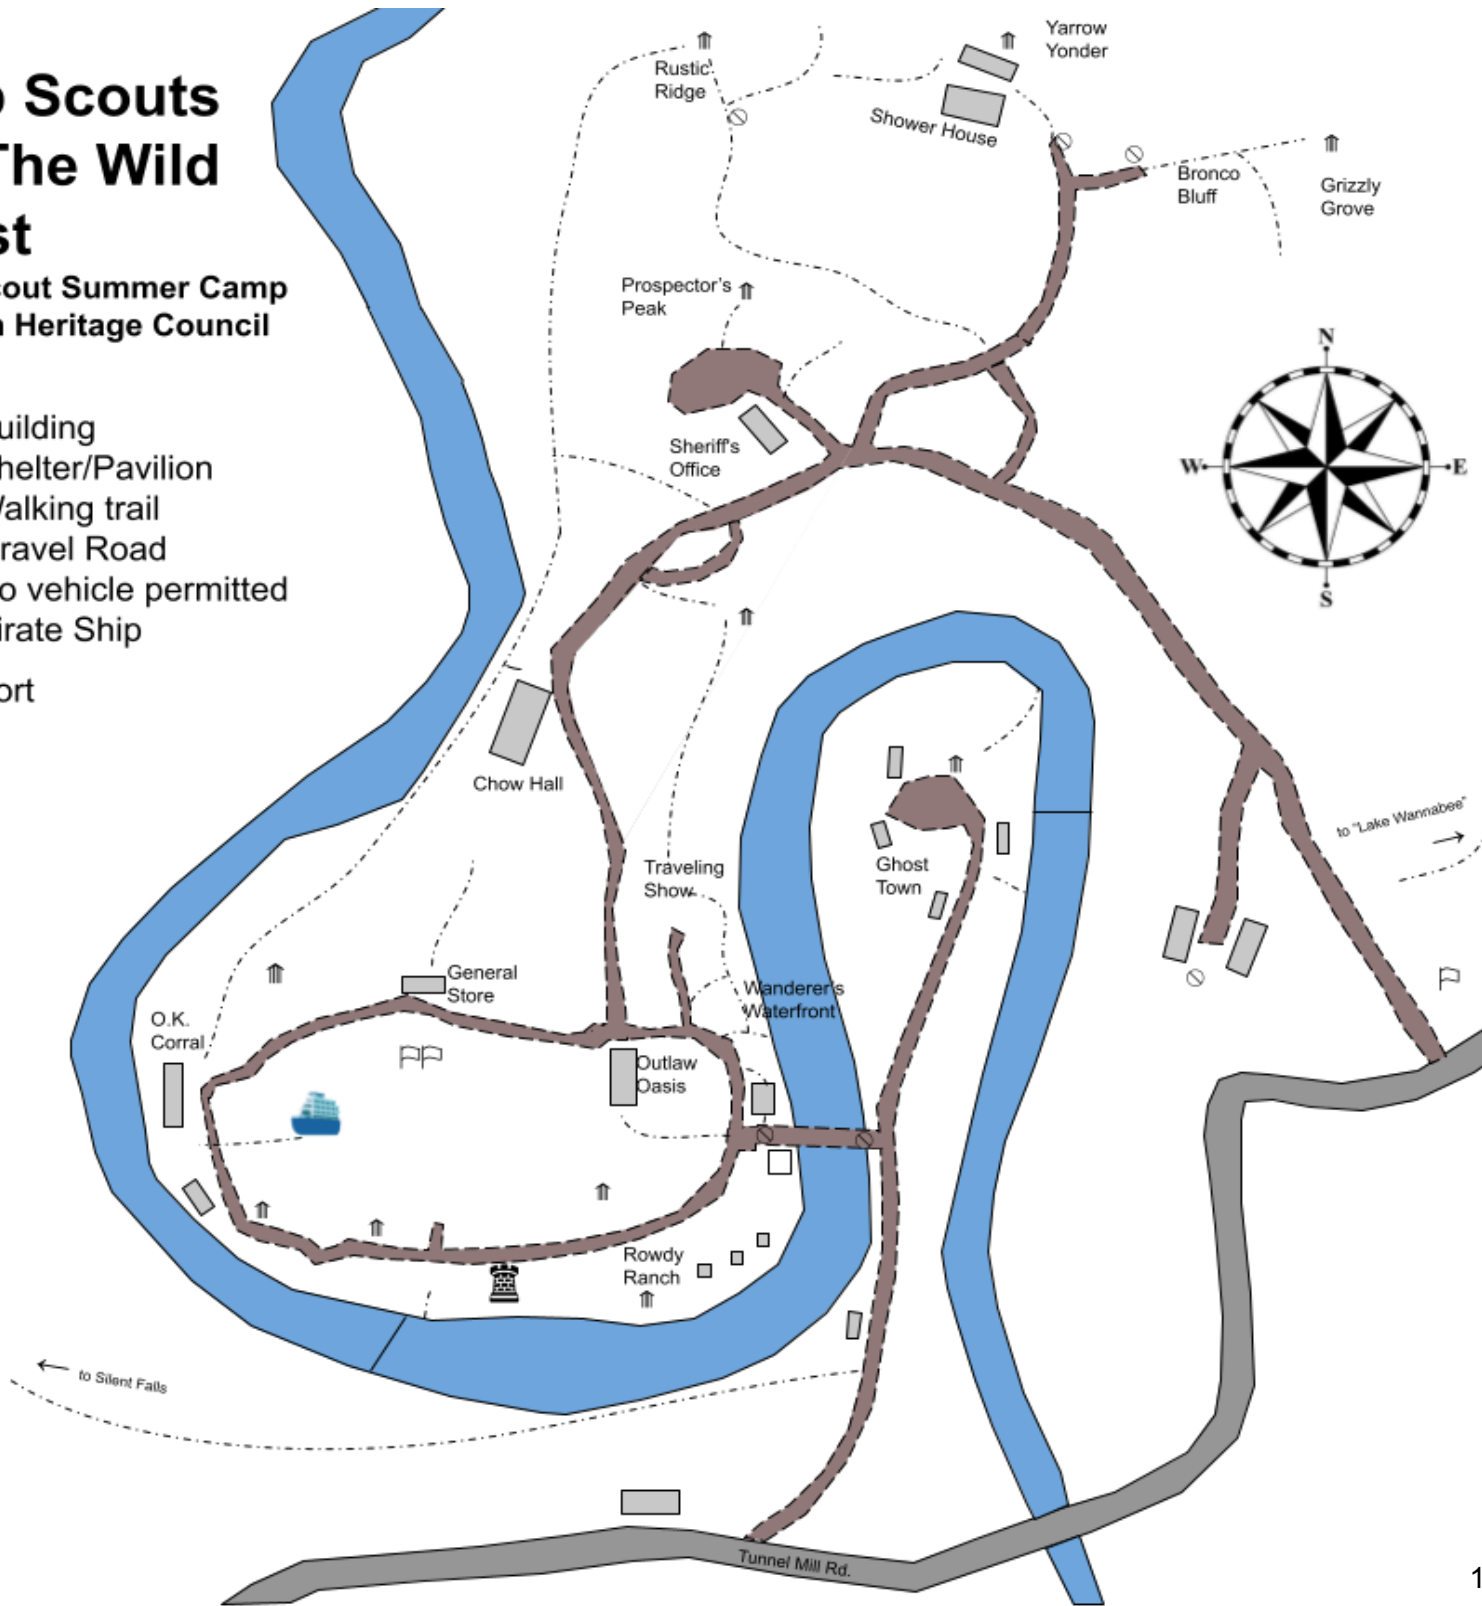 o Scouts
The Wild
st
cout Summer Camp
n Heritage Council
uilding
helter/Pavilion
Valking trail
ravel Road
o vehicle permitted
irate Ship
ort
Yarrow
Yonder
Rustic
Ridge
Shower House
Bronco
Bluff
Grizzly
Grove
Prospector's
Peak
N
W
E
S
Sheriff's
Office
Chow Hall
Ghost
Town
to "Lake Wannabee"
Traveling
Show
General
Store
Wanderer's
Waterfront
O.K.
Corral
Outlaw
Oasis
Rowdy
Ranch
to Silent Falls
Tunnel Mill Rd.
1